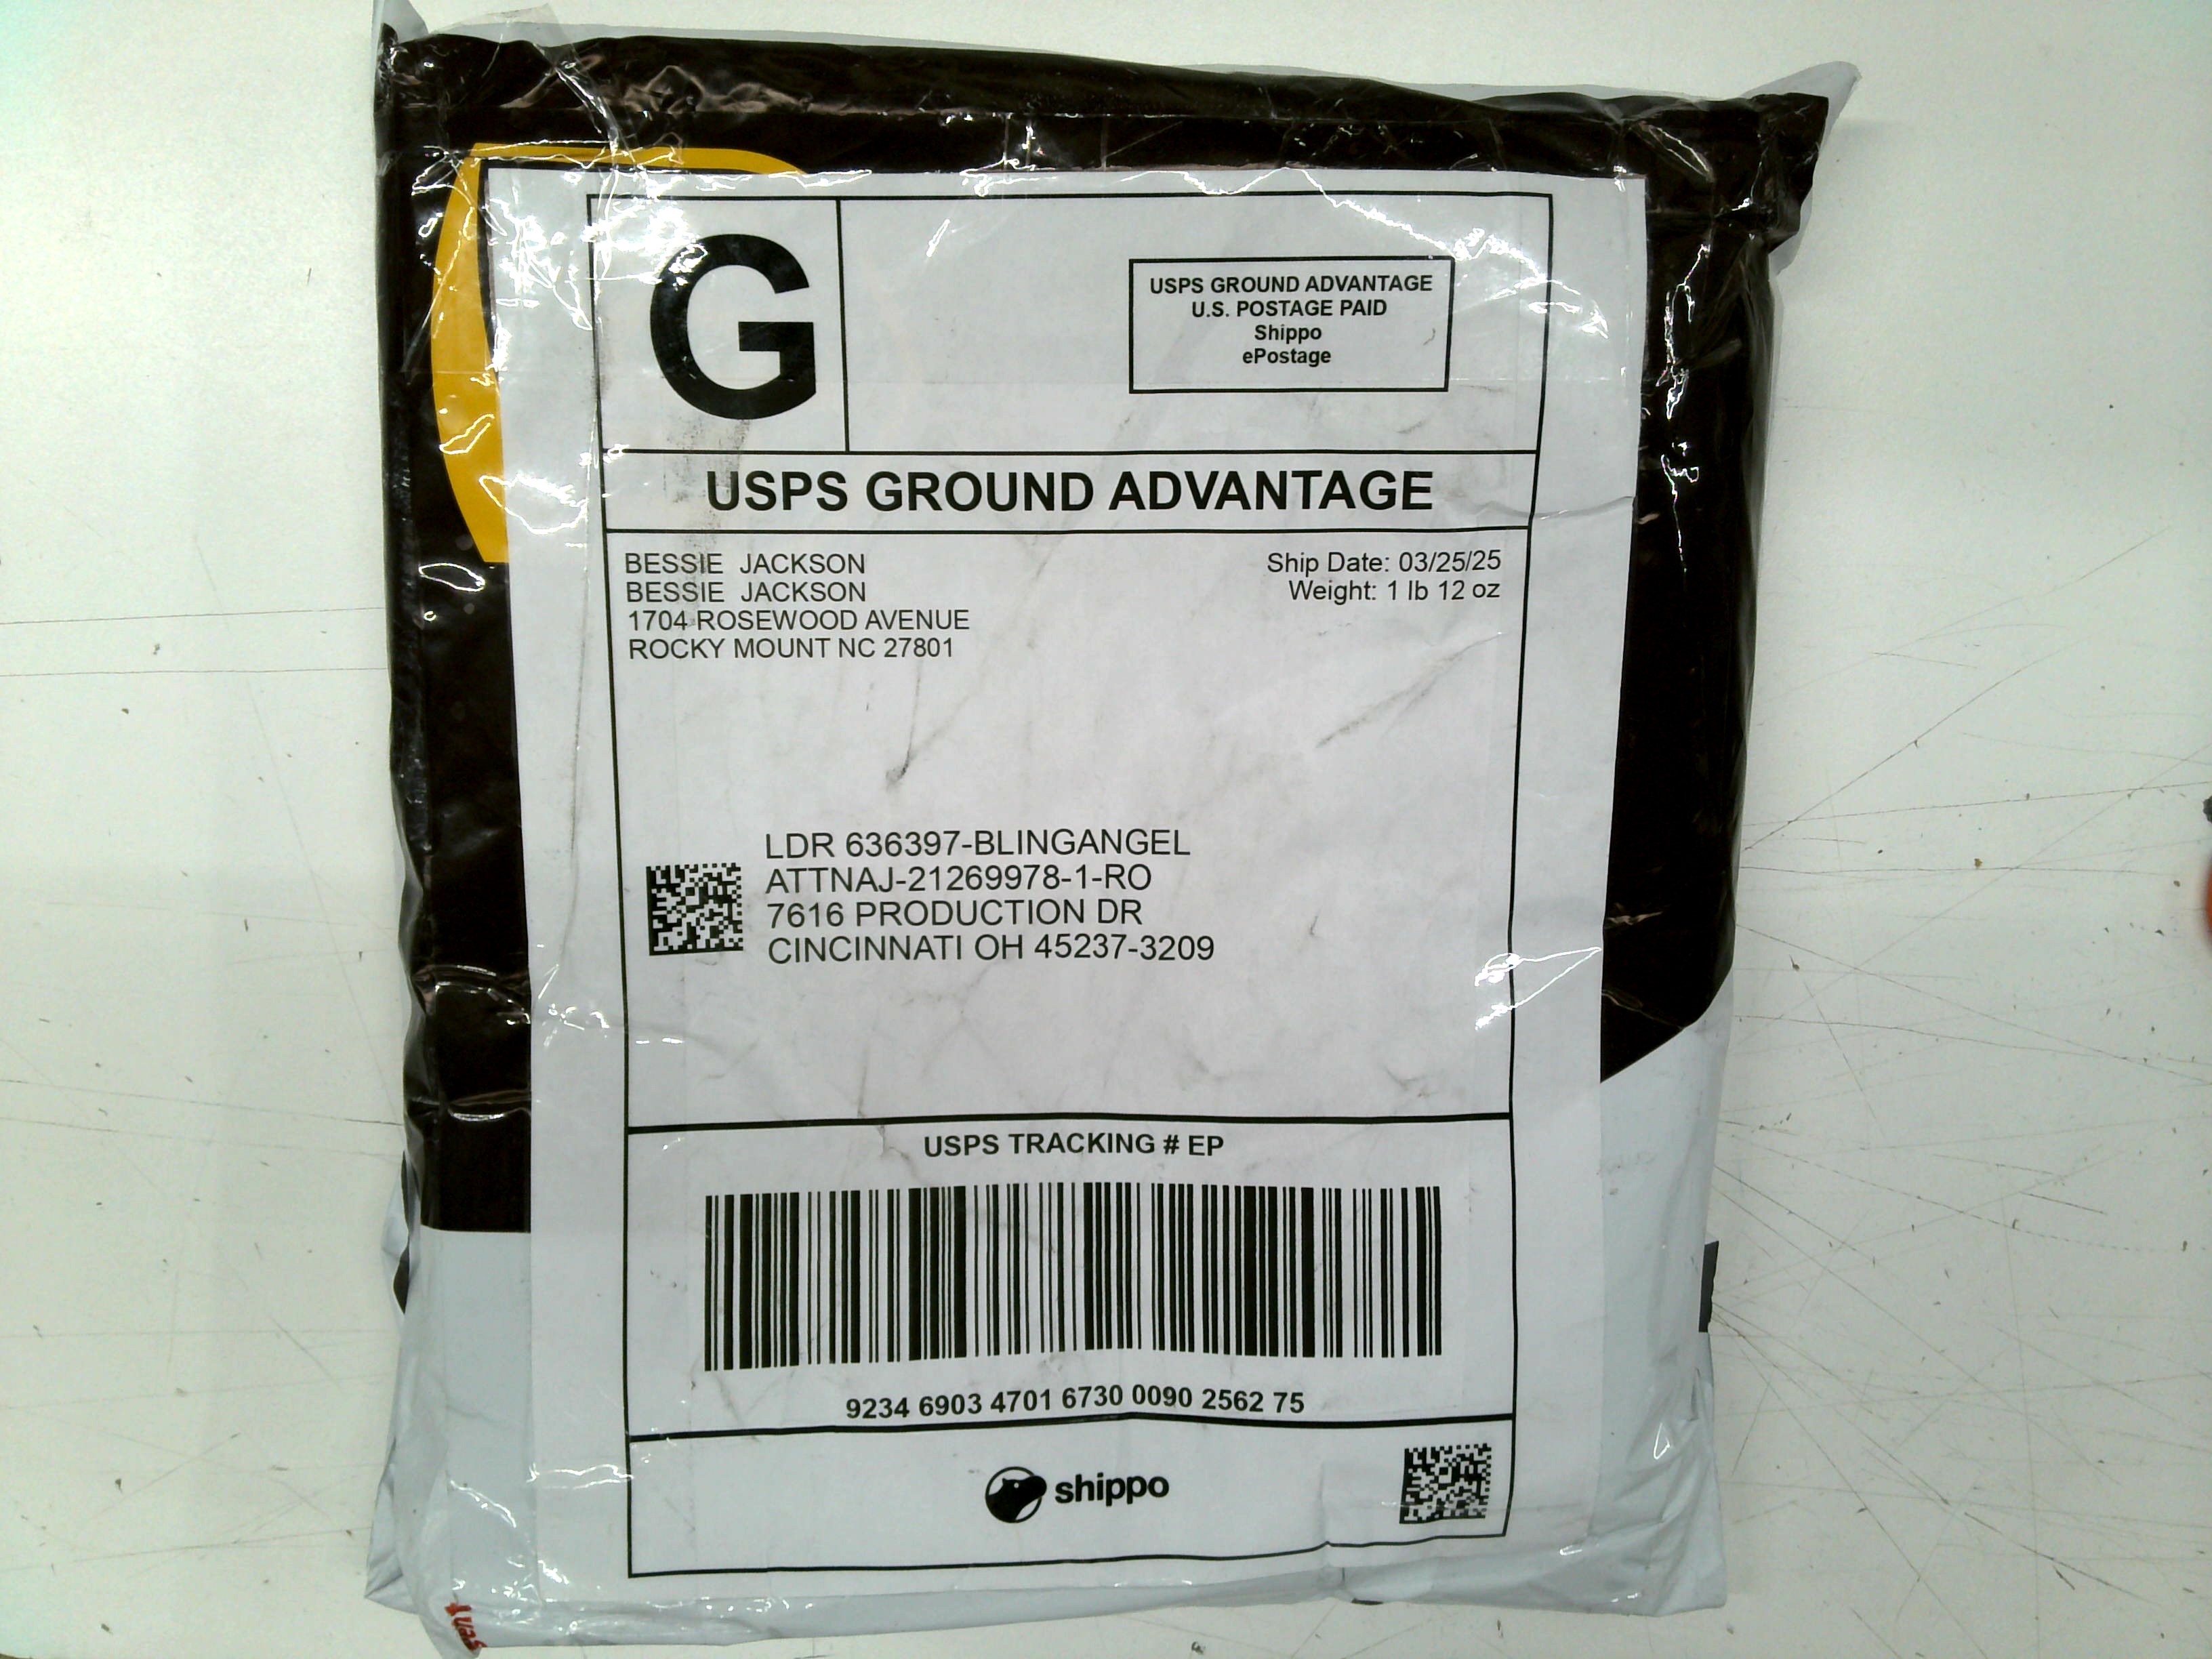 G
USPS GROUND ADVANTAGE
U.S. POSTAGE PAID
Shippo
ePostage
USPS GROUND ADVANTAGE
BESSIE JACKSON
BESSIE JACKSON
1704 ROSEWOOD AVENUE
ROCKY MOUNT NC 27801
Ship Date: 03/25/25
Weight: 1 lb 12 oz
LDR 636397-BLINGANGEL
ATTNAJ-21269978-1-RO
7616 PRODUCTION DR
CINCINNATI OH 45237-3209
USPS TRACKING # EP
9234 6903 4701 6730 0090 2562 75
shippo